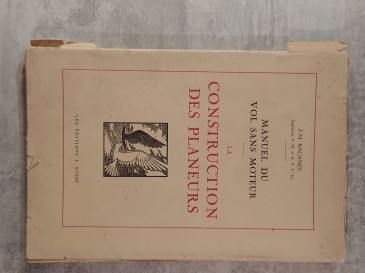 J.M. BACANES
MANUEL DU
VOL SANS MOTEUR
LA
CONSTRUCTION
DES PLANEURS
LES ÉDITIONS J. SUSSE